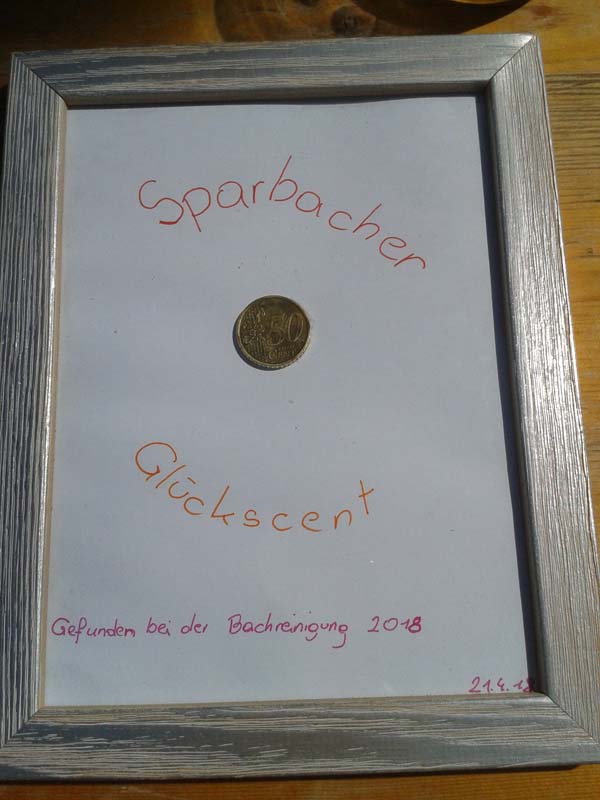 Sparbacher
50
Glückscent
Gefunden bei der Bachreinigung 2018
21.4.18